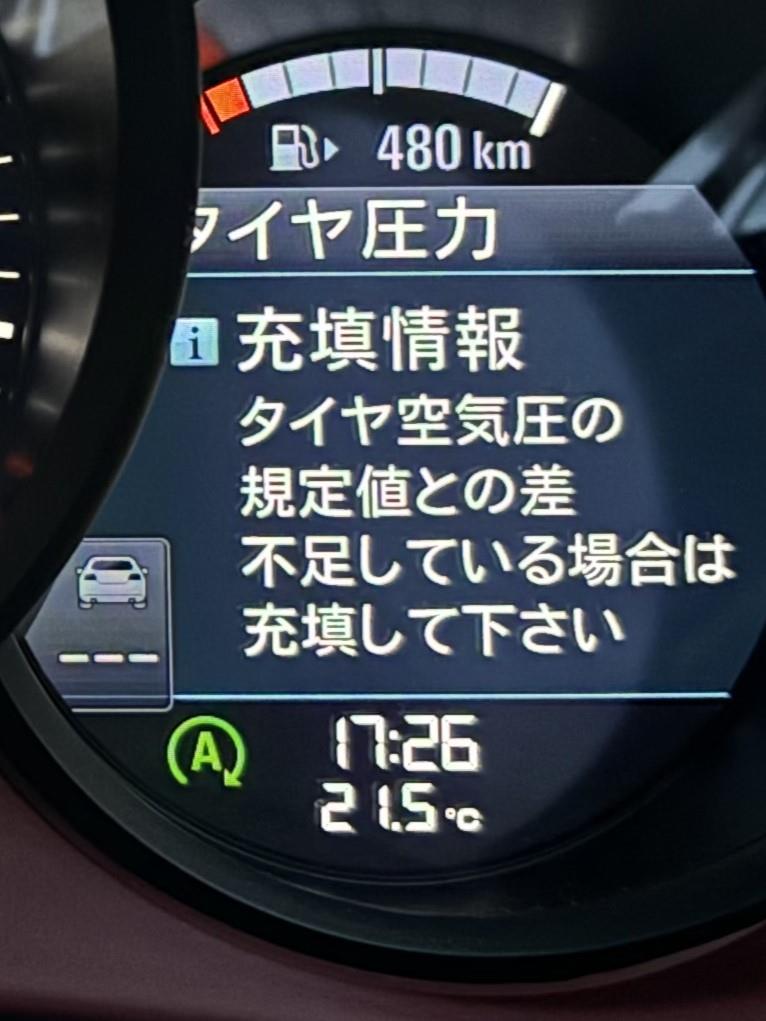 480 km
タイヤ圧力
i 充填情報
タイヤ空気圧の
規定値との差
不足している場合は
充填して下さい
---
A 17:26
21.5°C